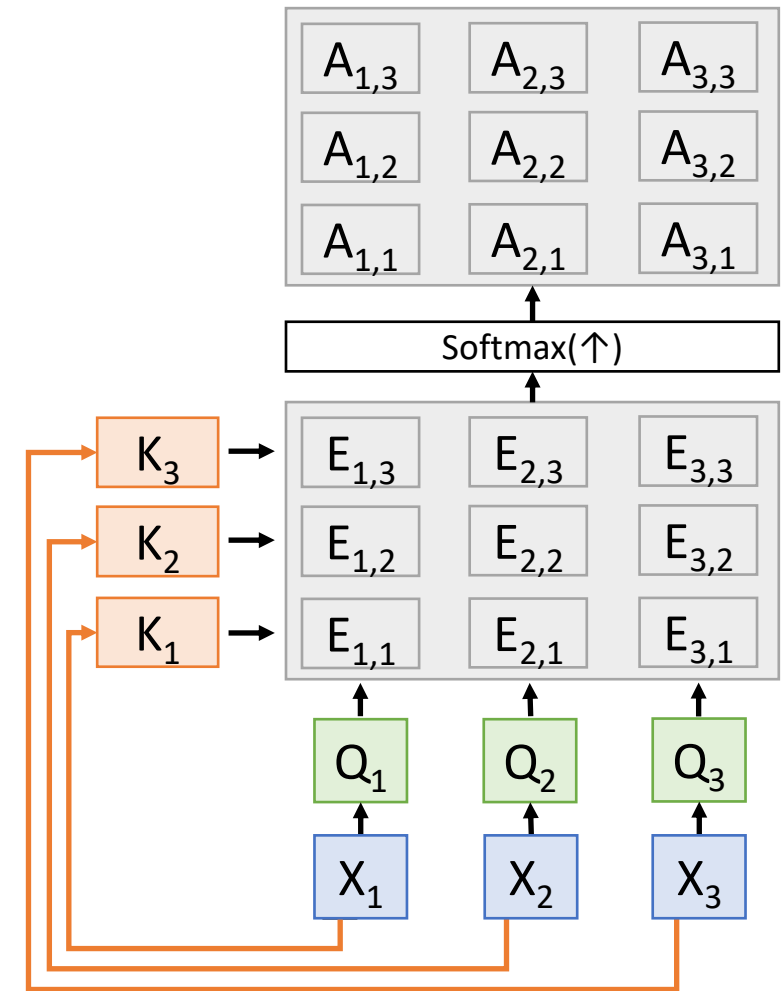 A1,3 A2,3 A3,3
A1,2 A2,2 A3,2
A1,1 A2,1 A3,1
Softmax(↑)
K3 E1,3 E2,3 E3,3
K2 E1,2 E2,2 E3,2
K1 E1,1 E2,1 E3,1
Q1 Q2 Q3
X1 X2 X3